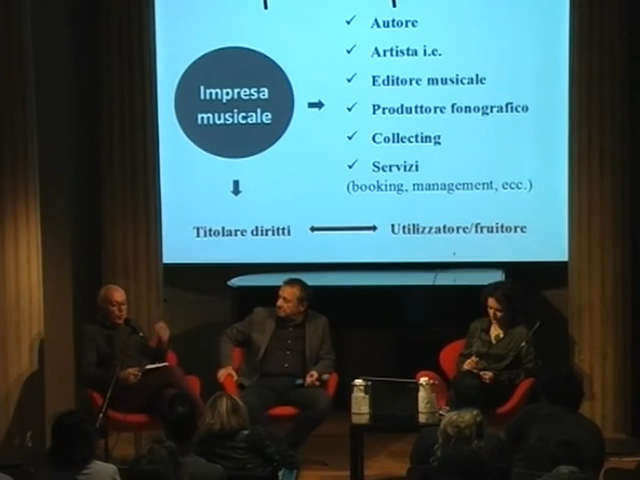 Autore
Artista i.e.
Editore musicale
Impresa
musicale
Produttore fonografico
Collecting
Servizi
(booking, management, ecc.)
Titolare diritti
Utilizzatore/fruitore